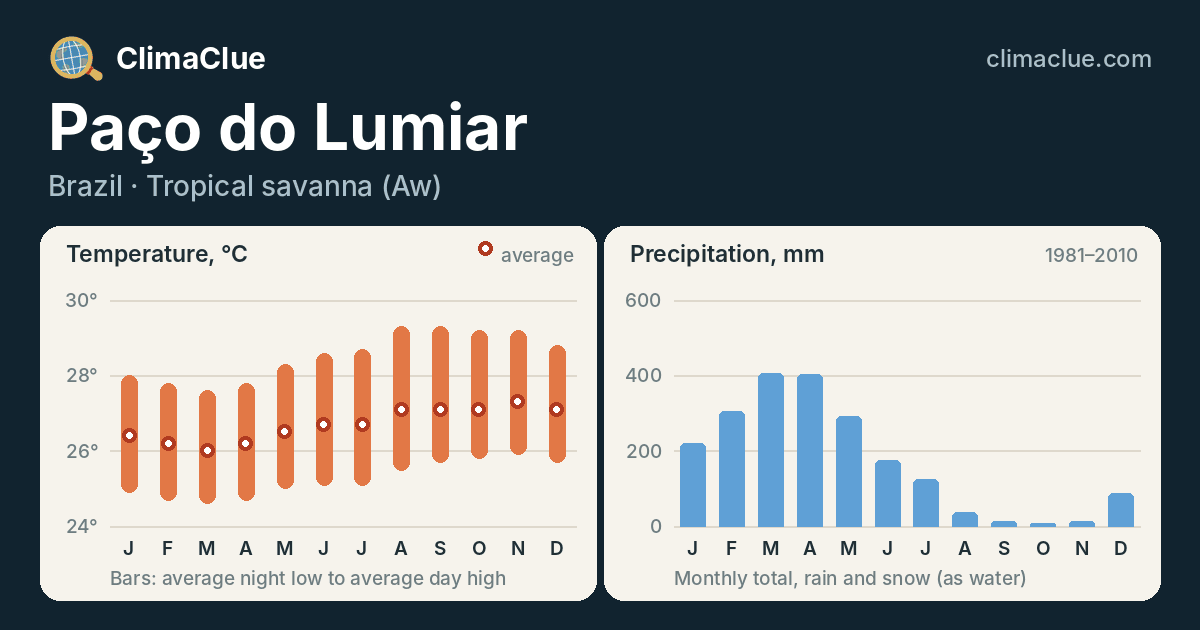 ClimaClue
climaclue.com
Paço do Lumiar
Brazil · Tropical savanna (Aw)
Temperature, °C
average
30°
28°
26°
24°
J F M A M J J A S O N D
Bars: average night low to average day high
Precipitation, mm
1981–2010
600
400
200
0
J F M A M J J A S O N D
Monthly total, rain and snow (as water)